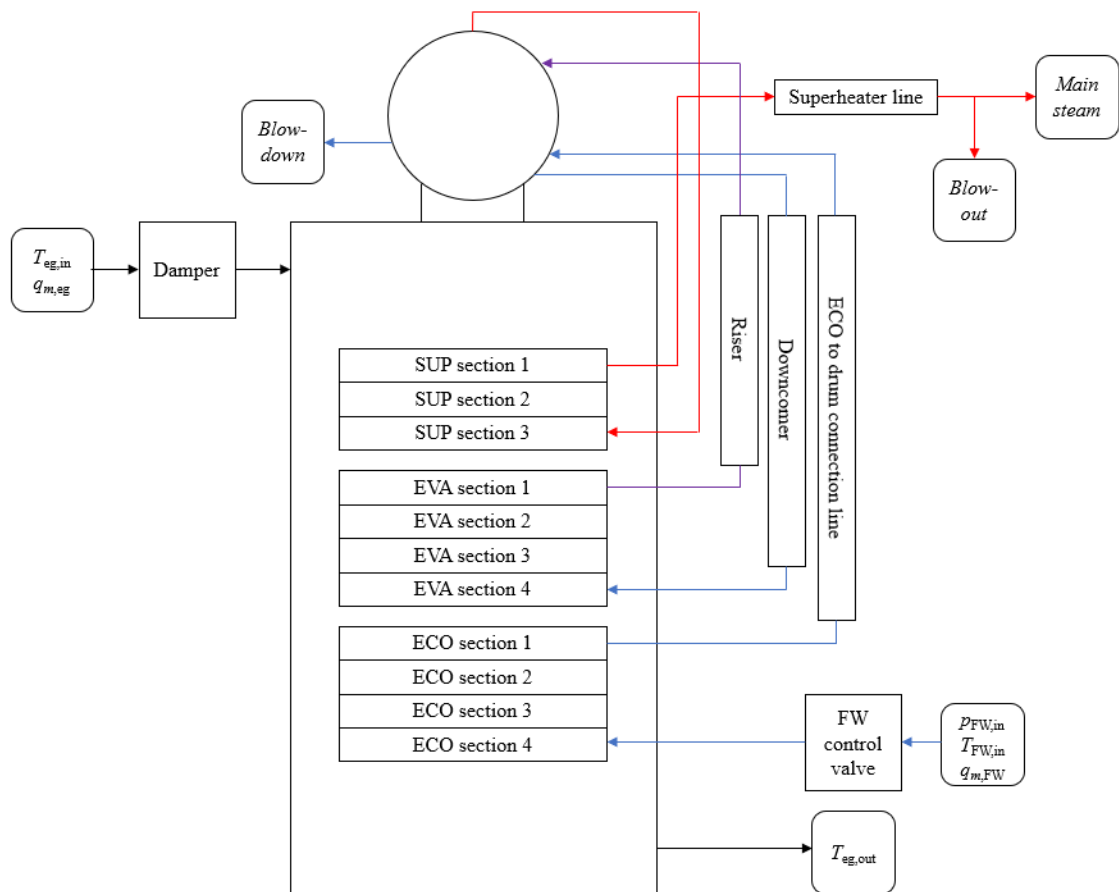 Superheater line
Main
steam
Blow-
down
Blow-
out
T_eg,in
q_m,eg
Damper
Riser
Downcomer
ECO to drum connection line
SUP section 1
SUP section 2
SUP section 3
EVA section 1
EVA section 2
EVA section 3
EVA section 4
ECO section 1
ECO section 2
ECO section 3
ECO section 4
FW
control
valve
p_FW,in
T_FW,in
q_m,FW
T_eg,out